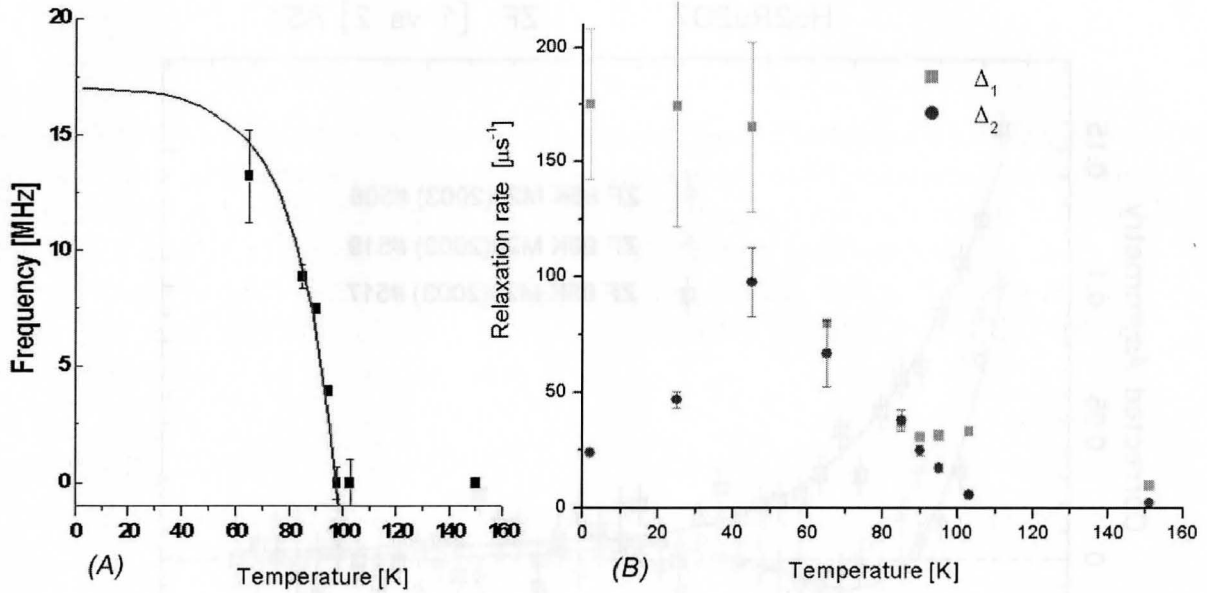 20
15
10
5
0
Frequency [MHz]
0 20 40 60 80 100 120 140 160
(A)
Temperature [K]
200
150
100
50
0
Relaxation rate [μs⁻¹]
Δ₁
Δ₂
0 20 40 60 80 100 120 140 160
(B)
Temperature [K]